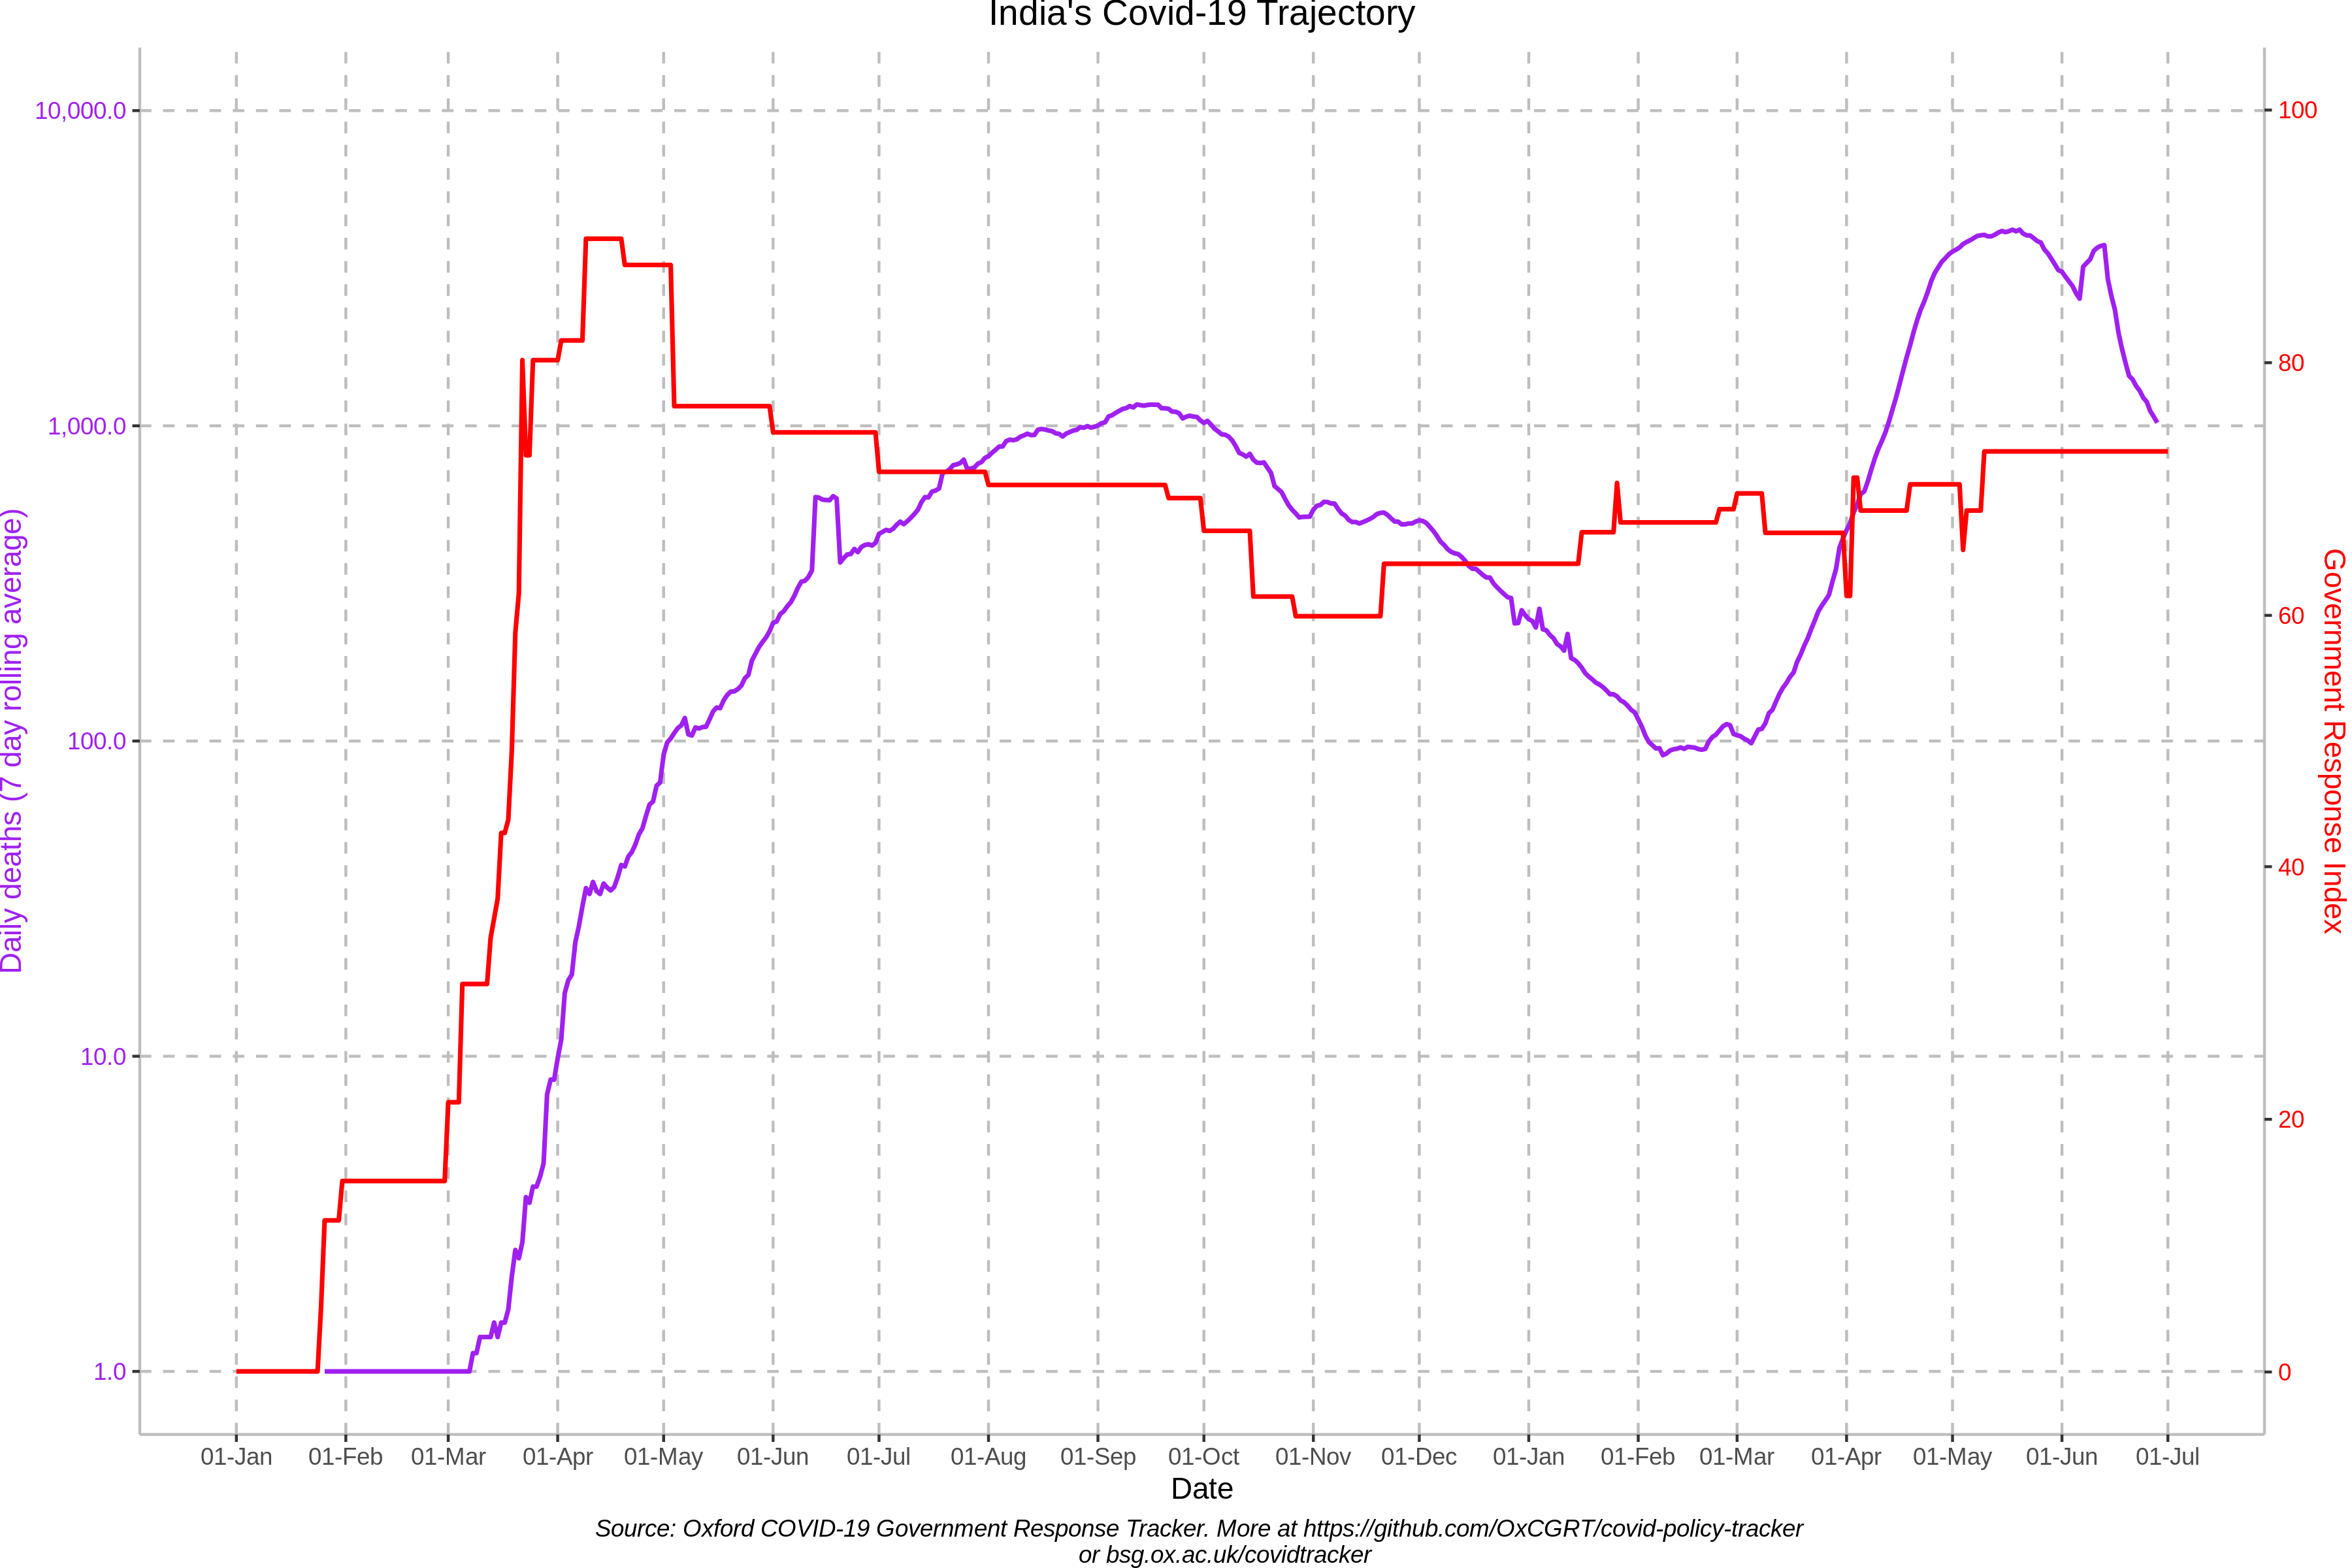 India's Covid-19 Trajectory
10,000.0
1,000.0
100.0
10.0
1.0
Daily deaths (7 day rolling average)
100
80
60
40
20
0
Government Response Index
01-Jan 01-Feb 01-Mar 01-Apr 01-May 01-Jun 01-Jul 01-Aug 01-Sep 01-Oct 01-Nov 01-Dec 01-Jan 01-Feb 01-Mar 01-Apr 01-May 01-Jun 01-Jul
Date
Source: Oxford COVID-19 Government Response Tracker. More at https://github.com/OxCGRT/covid-policy-tracker
or bsg.ox.ac.uk/covidtracker